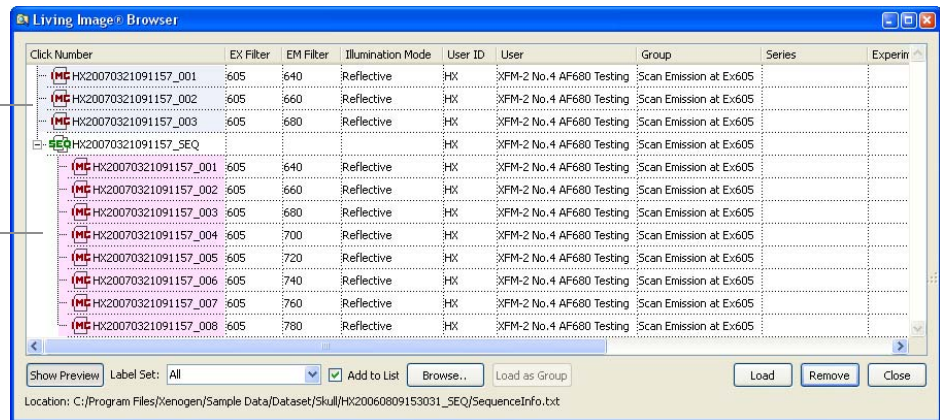 Living Image® Browser
Click Number EX Filter EM Filter Illumination Mode User ID User Group Series Experim
HX20070321091157_001 605 640 Reflective HX XFM-2 No.4 AF680 Testing Scan Emission at Ex605
HX20070321091157_002 605 660 Reflective HX XFM-2 No.4 AF680 Testing Scan Emission at Ex605
HX20070321091157_003 605 680 Reflective HX XFM-2 No.4 AF680 Testing Scan Emission at Ex605
SEQ HX20070321091157_SEQ HX XFM-2 No.4 AF680 Testing Scan Emission at Ex605
HX20070321091157_001 605 640 Reflective HX XFM-2 No.4 AF680 Testing Scan Emission at Ex605
HX20070321091157_002 605 660 Reflective HX XFM-2 No.4 AF680 Testing Scan Emission at Ex605
HX20070321091157_003 605 680 Reflective HX XFM-2 No.4 AF680 Testing Scan Emission at Ex605
HX20070321091157_004 605 700 Reflective HX XFM-2 No.4 AF680 Testing Scan Emission at Ex605
HX20070321091157_005 605 720 Reflective HX XFM-2 No.4 AF680 Testing Scan Emission at Ex605
HX20070321091157_006 605 740 Reflective HX XFM-2 No.4 AF680 Testing Scan Emission at Ex605
HX20070321091157_007 605 760 Reflective HX XFM-2 No.4 AF680 Testing Scan Emission at Ex605
HX20070321091157_008 605 780 Reflective HX XFM-2 No.4 AF680 Testing Scan Emission at Ex605
Show Preview Label Set: All Add to List Browse.. Load as Group Load Remove Close
Location: C:/Program Files/Xenogen/Sample Data/Dataset/Skull/HX20060809153031_SEQ/SequenceInfo.txt